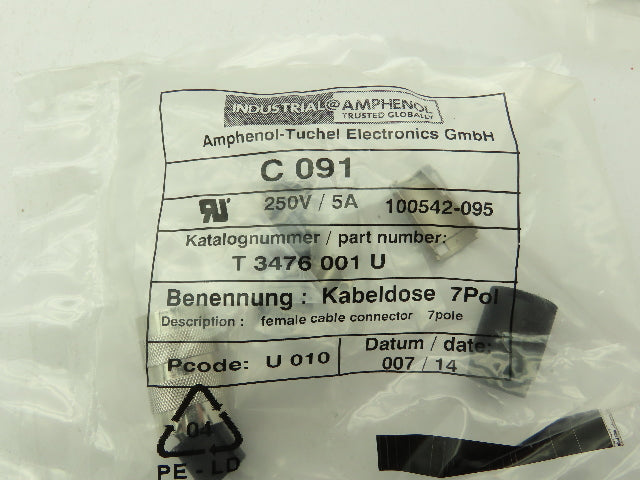 INDUSTRIAL@AMPHENOL
TRUSTED GLOBALLY
Amphenol-Tuchel Electronics GmbH
C 091
RU 250V / 5A 100542-095
Katalognummer / part number:
T 3476 001 U
Benennung : Kabeldose 7Pol
Description : female cable connector 7pole
Pcode: U 010
Datum / date:
007 / 14
04
PE - LD